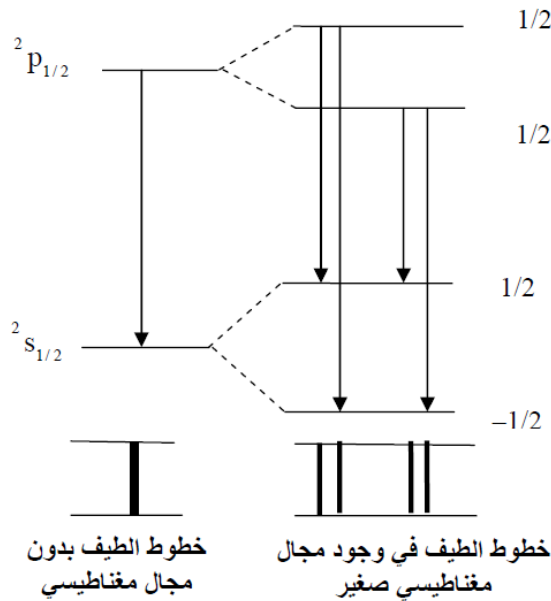 ²p₁/₂
1/2
1/2
²s₁/₂
1/2
–1/2
خطوط الطيف بدون
مجال مغناطيسي
خطوط الطيف في وجود مجال
مغناطيسي صغير